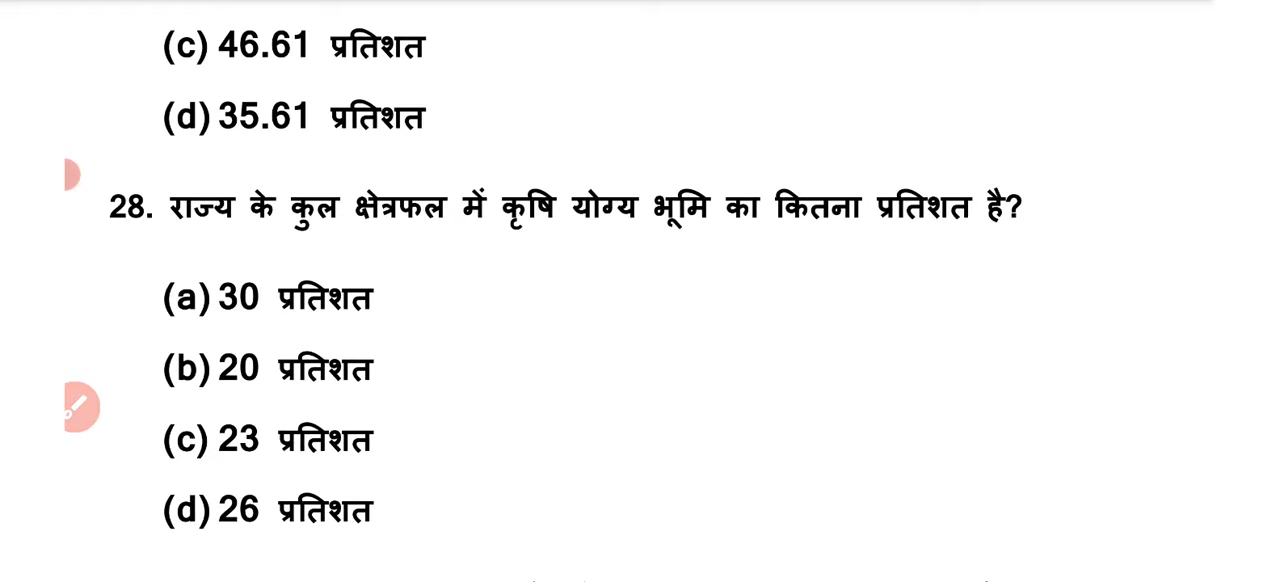 (c) 46.61 प्रतिशत
(d) 35.61 प्रतिशत
28. राज्य के कुल क्षेत्रफल में कृषि योग्य भूमि का कितना प्रतिशत है?
(a) 30 प्रतिशत
(b) 20 प्रतिशत
(c) 23 प्रतिशत
(d) 26 प्रतिशत